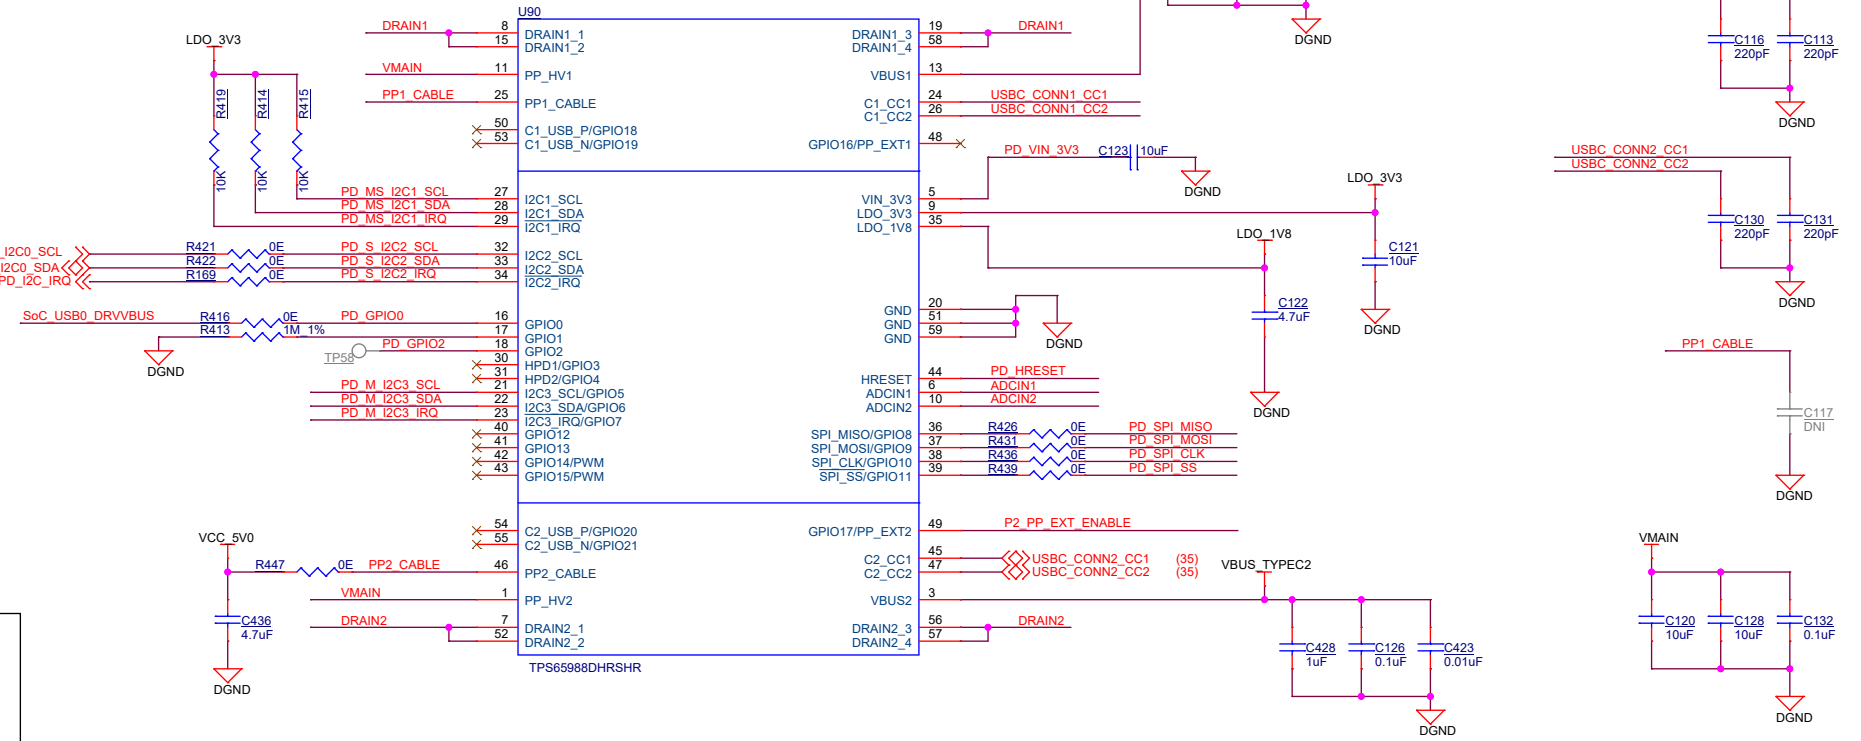 U90
DRAIN1 8 DRAIN1_1
15 DRAIN1_2
DRAIN1_3 19 DRAIN1
DRAIN1_4 58
VMAIN 11 PP_HV1
VBUS1 13
PP1_CABLE 25 PP1_CABLE
C1_CC1 24 USBC_CONN1_CC1
C1_CC2 26 USBC_CONN1_CC2
50 C1_USB_P/GPIO18
53 C1_USB_N/GPIO19
GPIO16/PP_EXT1 48
LDO_3V3
R419 10K
R414 10K
R415 10K
PD_MS_I2C1_SCL 27 I2C1_SCL
PD_MS_I2C1_SDA 28 I2C1_SDA
PD_MS_I2C1_IRQ 29 I2C1_IRQ
VIN_3V3 5
LDO_3V3 9
LDO_1V8 35
PD_VIN_3V3 C123 10uF
DGND
DGND
LDO_3V3
C121
10uF
DGND
LDO_1V8
C122
4.7uF
DGND
I2C0_SCL R421 0E PD_S_I2C2_SCL 32 I2C2_SCL
I2C0_SDA R422 0E PD_S_I2C2_SDA 33 I2C2_SDA
PD_I2C_IRQ R169 0E PD_S_I2C2_IRQ 34 I2C2_IRQ
SoC_USB0_DRVVBUS R416 0E PD_GPIO0 16 GPIO0
R413 1M_1% 17 GPIO1
DGND
TP58 PD_GPIO2 18 GPIO2
30 HPD1/GPIO3
31 HPD2/GPIO4
PD_M_I2C3_SCL 21 I2C3_SCL/GPIO5
PD_M_I2C3_SDA 22 I2C3_SDA/GPIO6
PD_M_I2C3_IRQ 23 I2C3_IRQ/GPIO7
40 GPIO12
41 GPIO13
42 GPIO14/PWM
43 GPIO15/PWM
GND 20
GND 51
GND 59
DGND
HRESET 44 PD_HRESET
ADCIN1 6 ADCIN1
ADCIN2 10 ADCIN2
SPI_MISO/GPIO8 36 R426 0E PD_SPI_MISO
SPI_MOSI/GPIO9 37 R431 0E PD_SPI_MOSI
SPI_CLK/GPIO10 38 R436 0E PD_SPI_CLK
SPI_SS/GPIO11 39 R439 0E PD_SPI_SS
54 C2_USB_P/GPIO20
55 C2_USB_N/GPIO21
GPIO17/PP_EXT2 49 P2_PP_EXT_ENABLE
VCC_5V0
R447 0E PP2_CABLE 46 PP2_CABLE
C436
4.7uF
DGND
C2_CC1 45 USBC_CONN2_CC1 (35)
C2_CC2 47 USBC_CONN2_CC2 (35)
VMAIN 1 PP_HV2
VBUS2 3
DRAIN2 7 DRAIN2_1
52 DRAIN2_2
DRAIN2_3 56 DRAIN2
DRAIN2_4 57
TPS65988DHRSHR
VBUS_TYPEC2
C428
1uF
C126
0.1uF
C423
0.01uF
DGND
C116
220pF
C113
220pF
DGND
USBC_CONN2_CC1
USBC_CONN2_CC2
C130
220pF
C131
220pF
DGND
PP1_CABLE
C117
DNI
DGND
VMAIN
C120
10uF
C128
10uF
C132
0.1uF
DGND